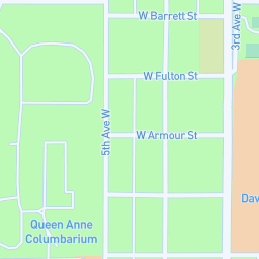 W Barrett St
3rd Ave W
W Fulton St
5th Ave W
W Armour St
Queen Anne
Columbarium
Dav